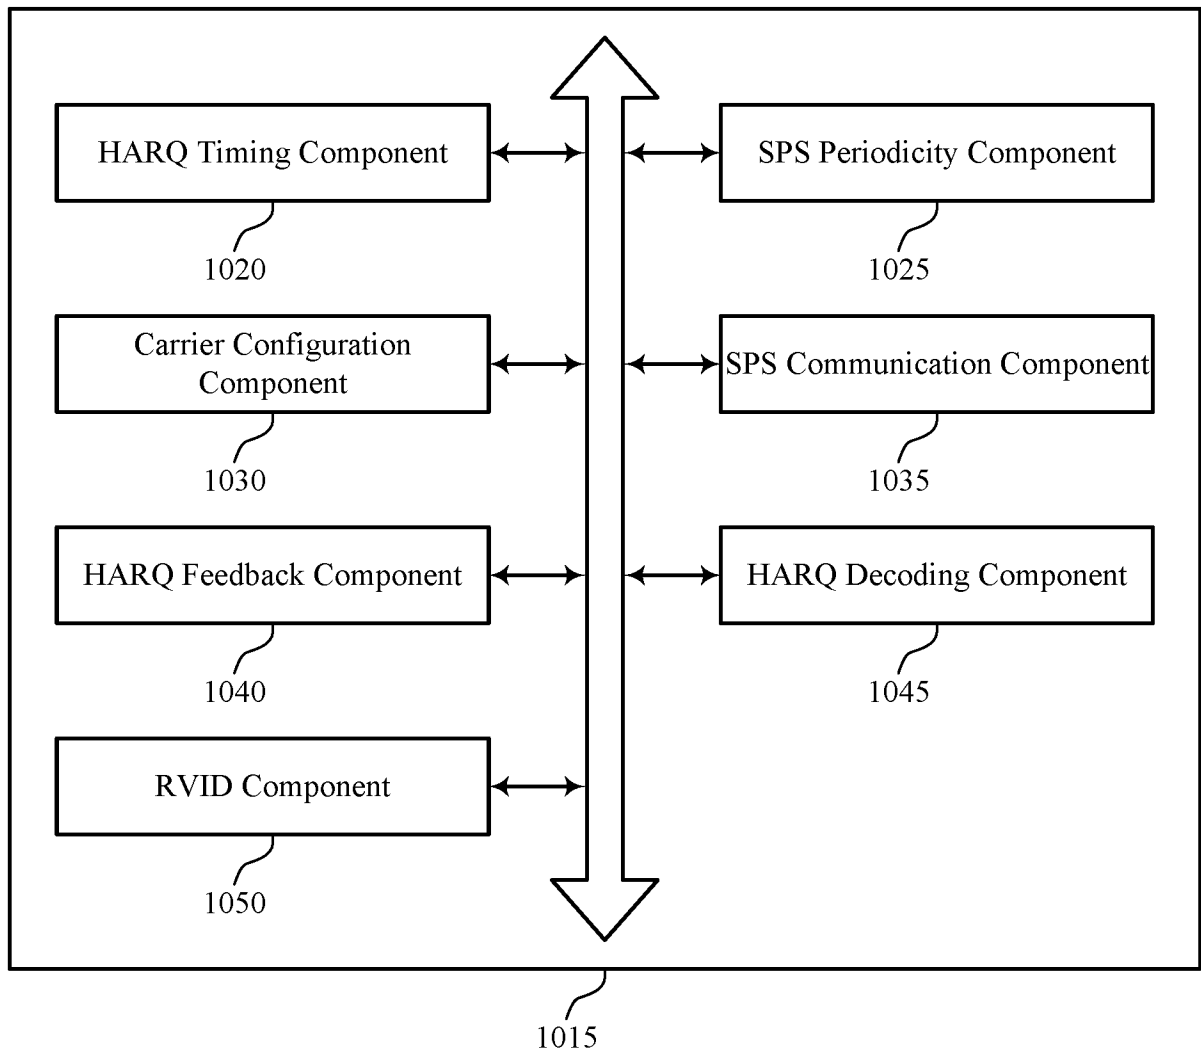 HARQ Timing Component
1020
SPS Periodicity Component
1025
Carrier Configuration
Component
1030
SPS Communication Component
1035
HARQ Feedback Component
1040
HARQ Decoding Component
1045
RVID Component
1050
1015